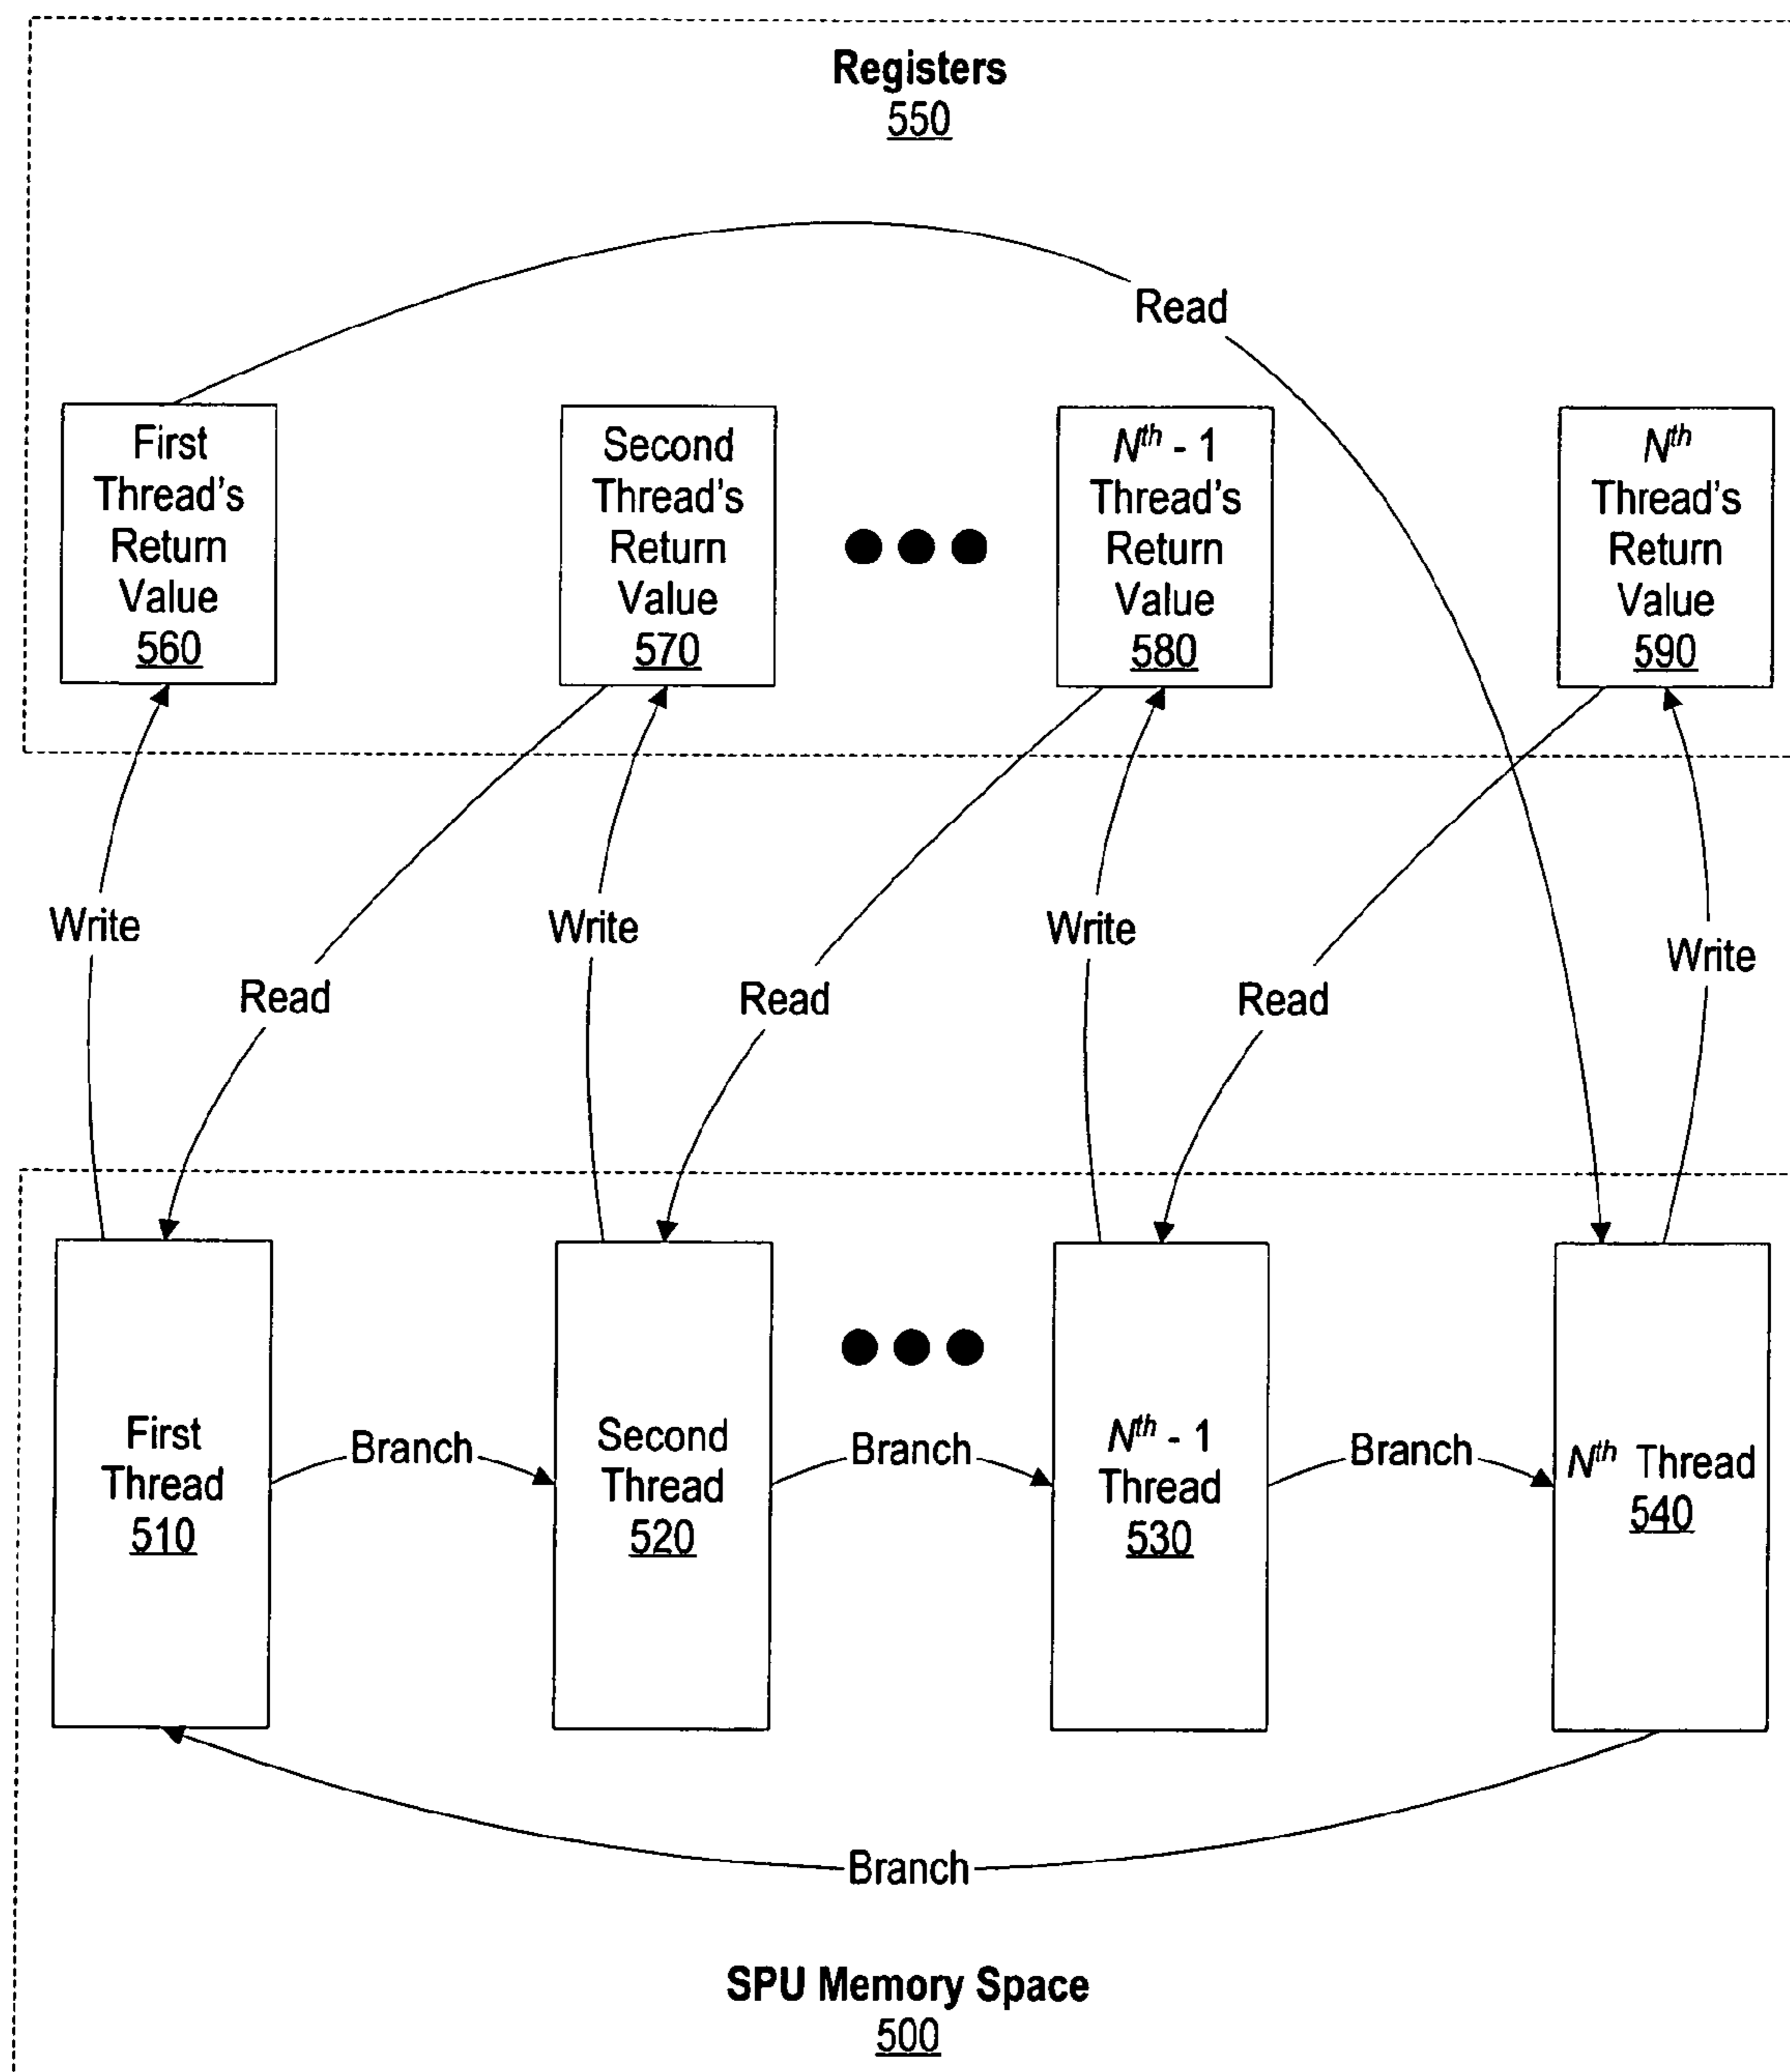 Registers
550
Read
First
Thread's
Return
Value
560
Second
Thread's
Return
Value
570
Nth - 1
Thread's
Return
Value
580
Nth
Thread's
Return
Value
590
Write
Read
Write
Read
Write
Read
Write
First
Thread
510
Branch
Second
Thread
520
Branch
Nth - 1
Thread
530
Branch
Nth Thread
540
Branch
SPU Memory Space
500